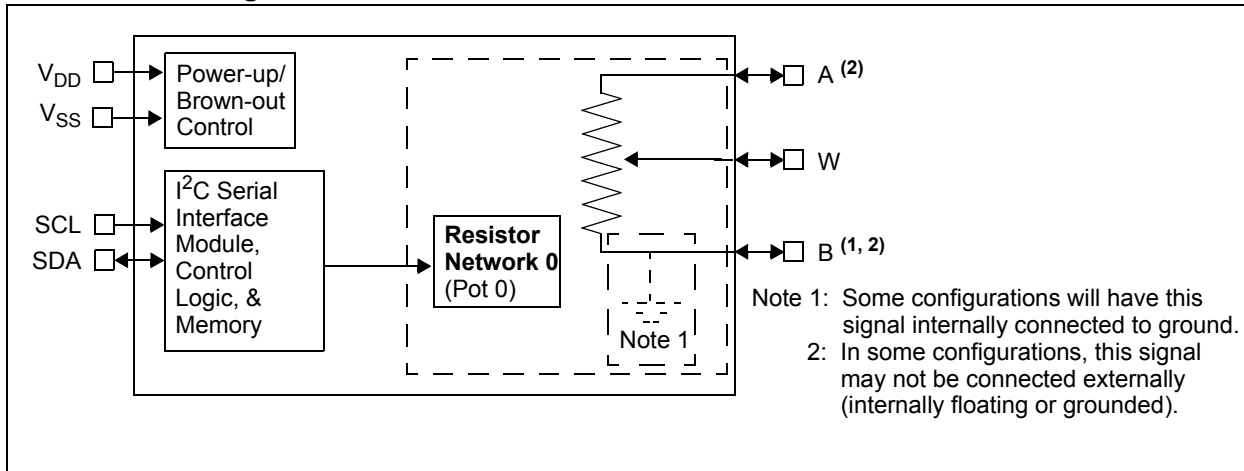 V_DD
V_SS
Power-up/
Brown-out
Control
SCL
SDA
I²C Serial
Interface
Module,
Control
Logic, &
Memory
Resistor
Network 0
(Pot 0)
Note 1
A (2)
W
B (1, 2)
Note 1: Some configurations will have this
signal internally connected to ground.
2: In some configurations, this signal
may not be connected externally
(internally floating or grounded).